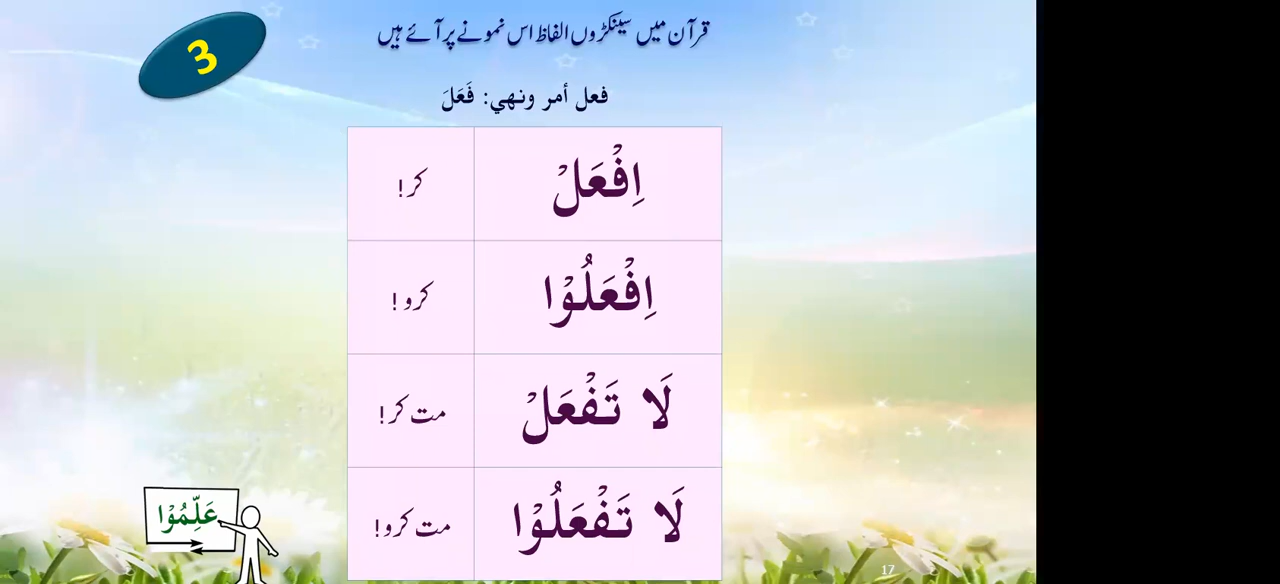 3
قرآن میں سینکڑوں الفاظ اس نمونے پر آئے ہیں
فعل أمر ونهي: فَعَلَ
اِفْعَلْ کر!
اِفْعَلُوْا کرو!
لَا تَفْعَلْ مت کر!
لَا تَفْعَلُوْا مت کرو!
عَلِّمُوْا
17